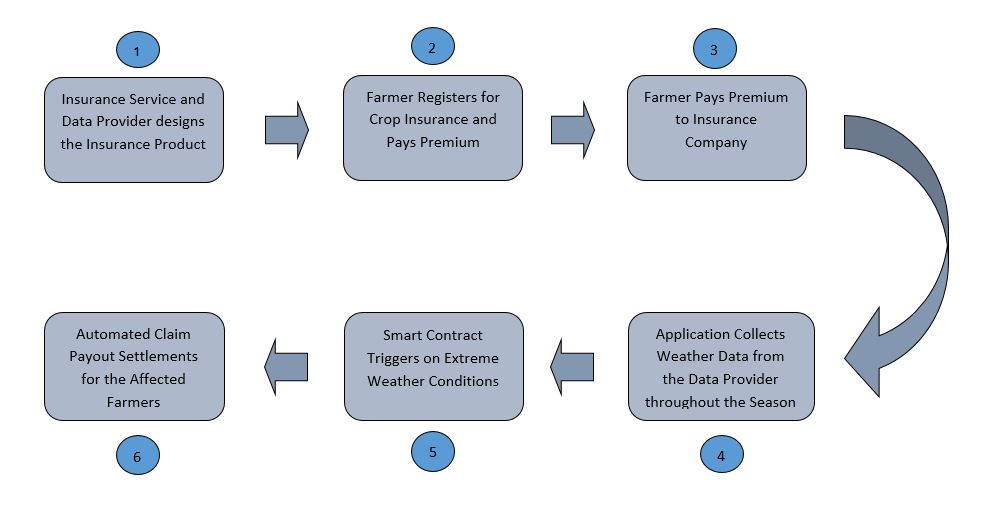 1
Insurance Service and
Data Provider designs
the Insurance Product
2
Farmer Registers for
Crop Insurance and
Pays Premium
3
Farmer Pays Premium
to Insurance
Company
4
Application Collects
Weather Data from
the Data Provider
throughout the Season
5
Smart Contract
Triggers on Extreme
Weather Conditions
6
Automated Claim
Payout Settlements
for the Affected
Farmers